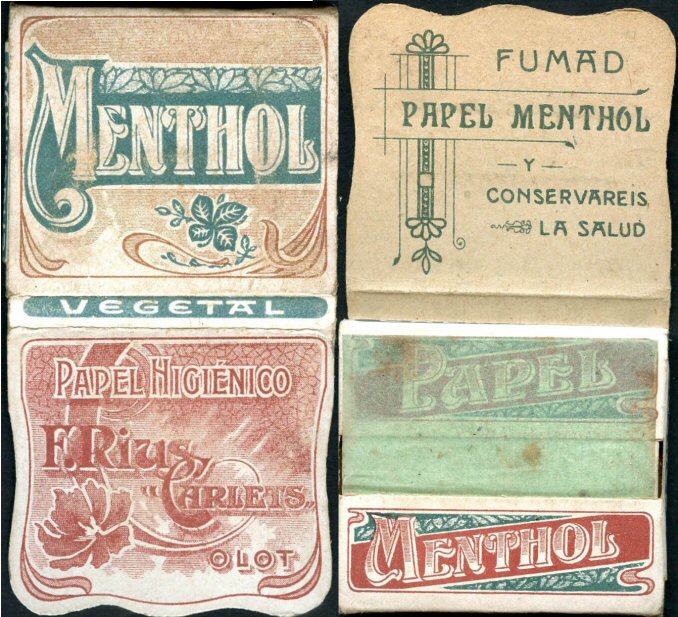 MENTHOL
VEGETAL
PAPEL HIGIÉNICO
F. RIUS
"CARLETS"
OLOT
FUMAD
PAPEL MENTHOL
— Y —
CONSERVAREIS
LA SALUD
PAPEL
MENTHOL